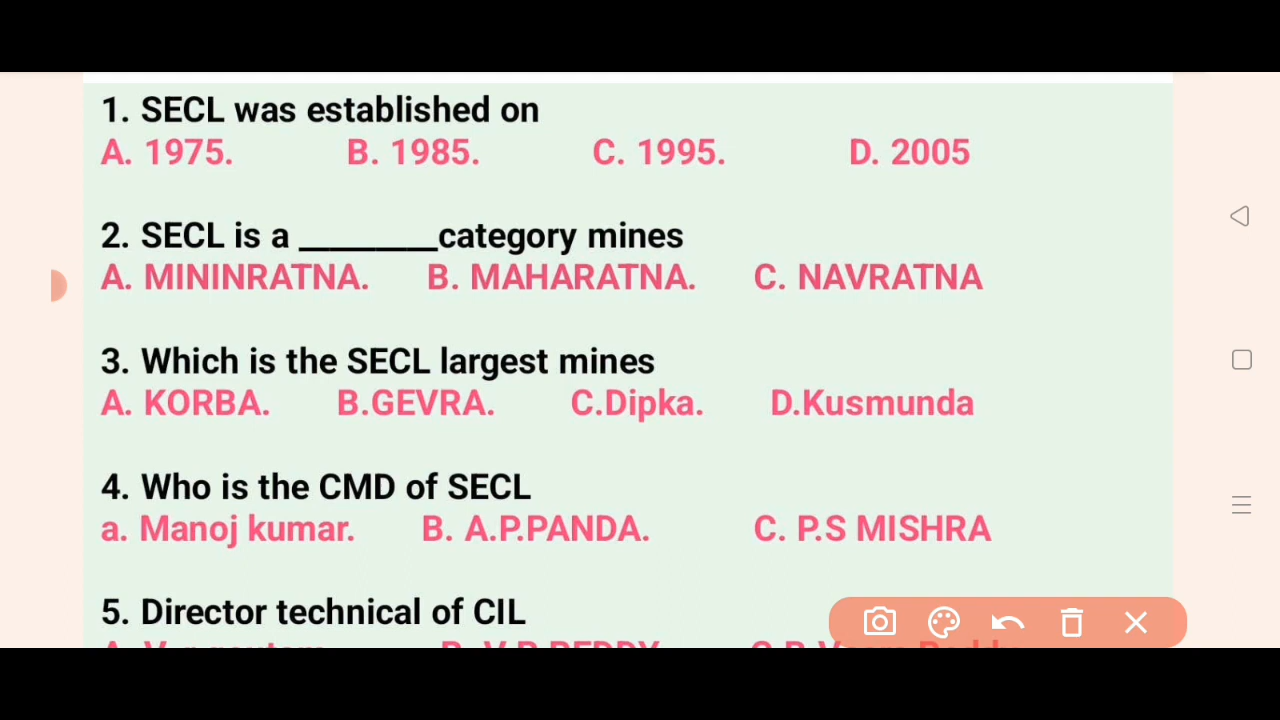 1. SECL was established on
A. 1975. B. 1985. C. 1995. D. 2005
2. SECL is a ________category mines
A. MININRATNA. B. MAHARATNA. C. NAVRATNA
3. Which is the SECL largest mines
A. KORBA. B.GEVRA. C.Dipka. D.Kusmunda
4. Who is the CMD of SECL
a. Manoj kumar. B. A.P.PANDA. C. P.S MISHRA
5. Director technical of CIL